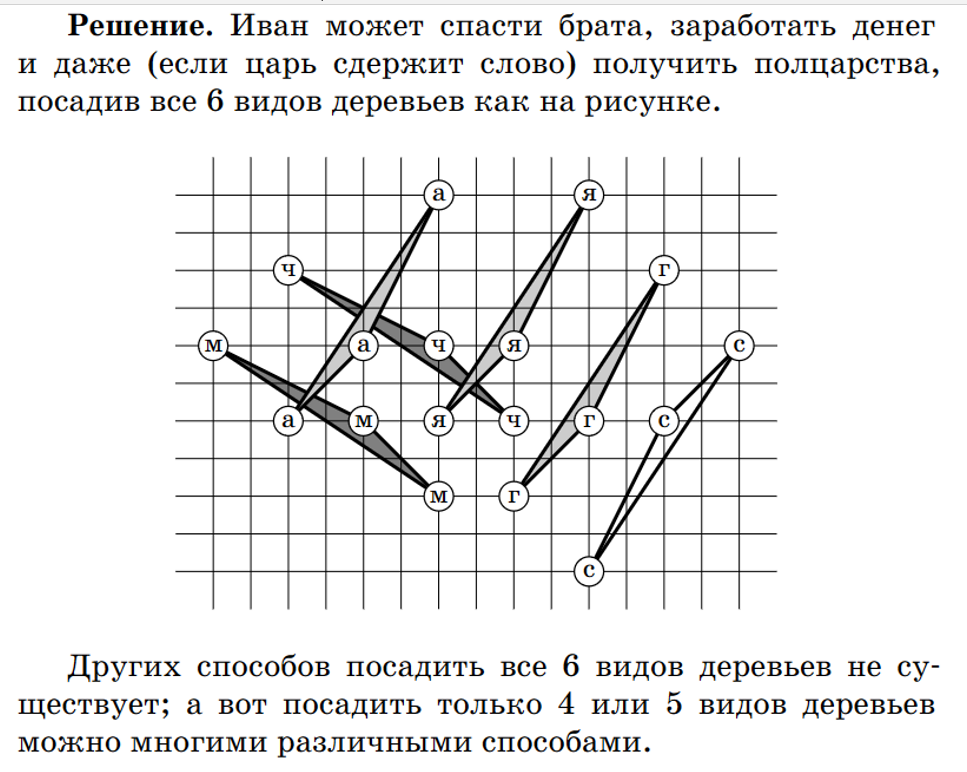 Решение. Иван может спасти брата, заработать денег
и даже (если царь сдержит слово) получить полцарства,
посадив все 6 видов деревьев как на рисунке.
а я
ч г
м а ч я с
а м я ч г с
м г
с
Других способов посадить все 6 видов деревьев не су-
ществует; а вот посадить только 4 или 5 видов деревьев
можно многими различными способами.